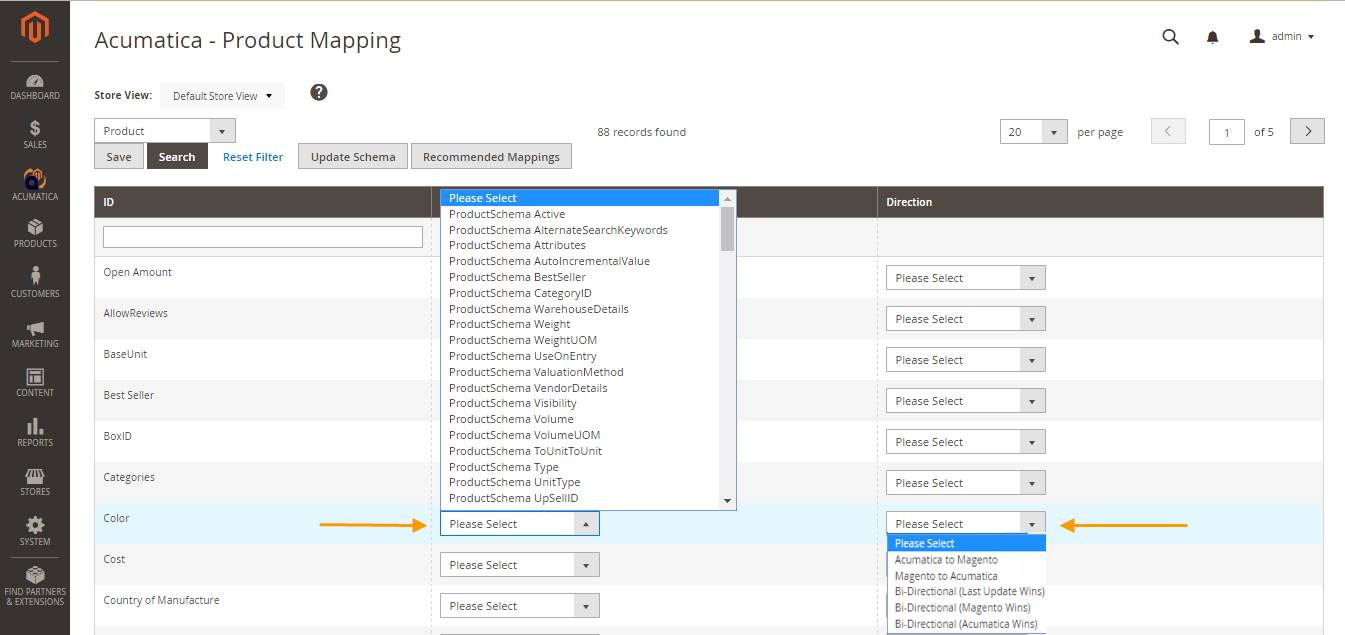 Acumatica - Product Mapping
admin
DASHBOARD
SALES
ACUMATICA
PRODUCTS
CUSTOMERS
MARKETING
CONTENT
REPORTS
STORES
SYSTEM
FIND PARTNERS
& EXTENSIONS
Store View: Default Store View ?
Product
88 records found
20 per page 1 of 5
Save Search Reset Filter Update Schema Recommended Mappings
ID Direction
Please Select
ProductSchema Active
ProductSchema AlternateSearchKeywords
ProductSchema Attributes
ProductSchema AutoIncrementalValue
ProductSchema BestSeller
ProductSchema CategoryID
ProductSchema WarehouseDetails
ProductSchema Weight
ProductSchema WeightUOM
ProductSchema UseOnEntry
ProductSchema ValuationMethod
ProductSchema VendorDetails
ProductSchema Visibility
ProductSchema Volume
ProductSchema VolumeUOM
ProductSchema ToUnitToUnit
ProductSchema Type
ProductSchema UnitType
ProductSchema UpSellID
Open Amount Please Select
AllowReviews Please Select
BaseUnit Please Select
Best Seller Please Select
BoxID Please Select
Categories Please Select
Color Please Select Please Select
Please Select
Acumatica to Magento
Magento to Acumatica
Bi-Directional (Last Update Wins)
Bi-Directional (Magento Wins)
Bi-Directional (Acumatica Wins)
Cost Please Select
Country of Manufacture Please Select